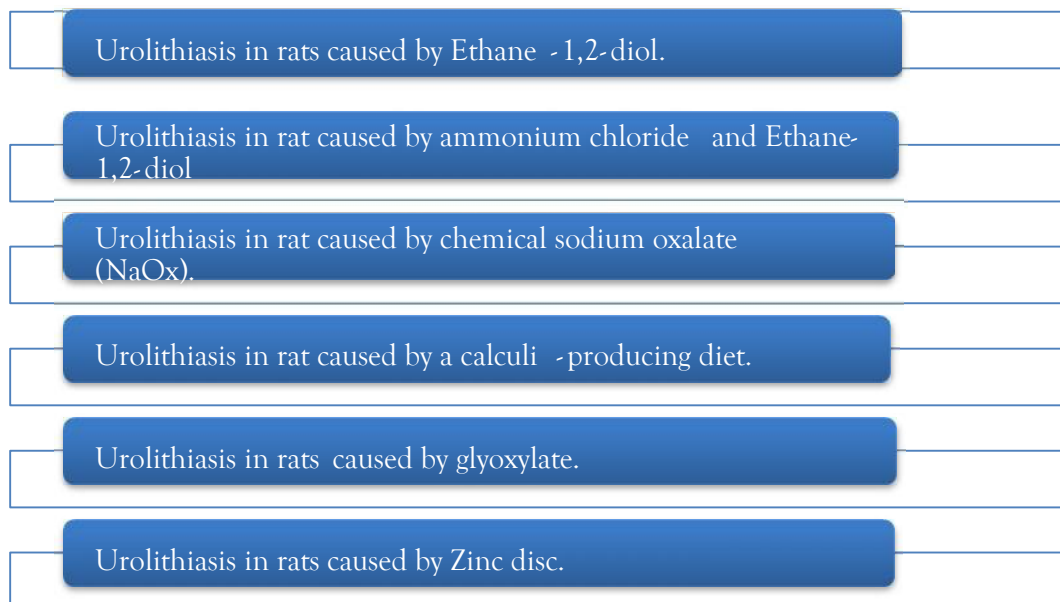 Urolithiasis in rats caused by Ethane -1,2-diol.
Urolithiasis in rat caused by ammonium chloride and Ethane-
1,2-diol
Urolithiasis in rat caused by chemical sodium oxalate
(NaOx).
Urolithiasis in rat caused by a calculi -producing diet.
Urolithiasis in rats caused by glyoxylate.
Urolithiasis in rats caused by Zinc disc.